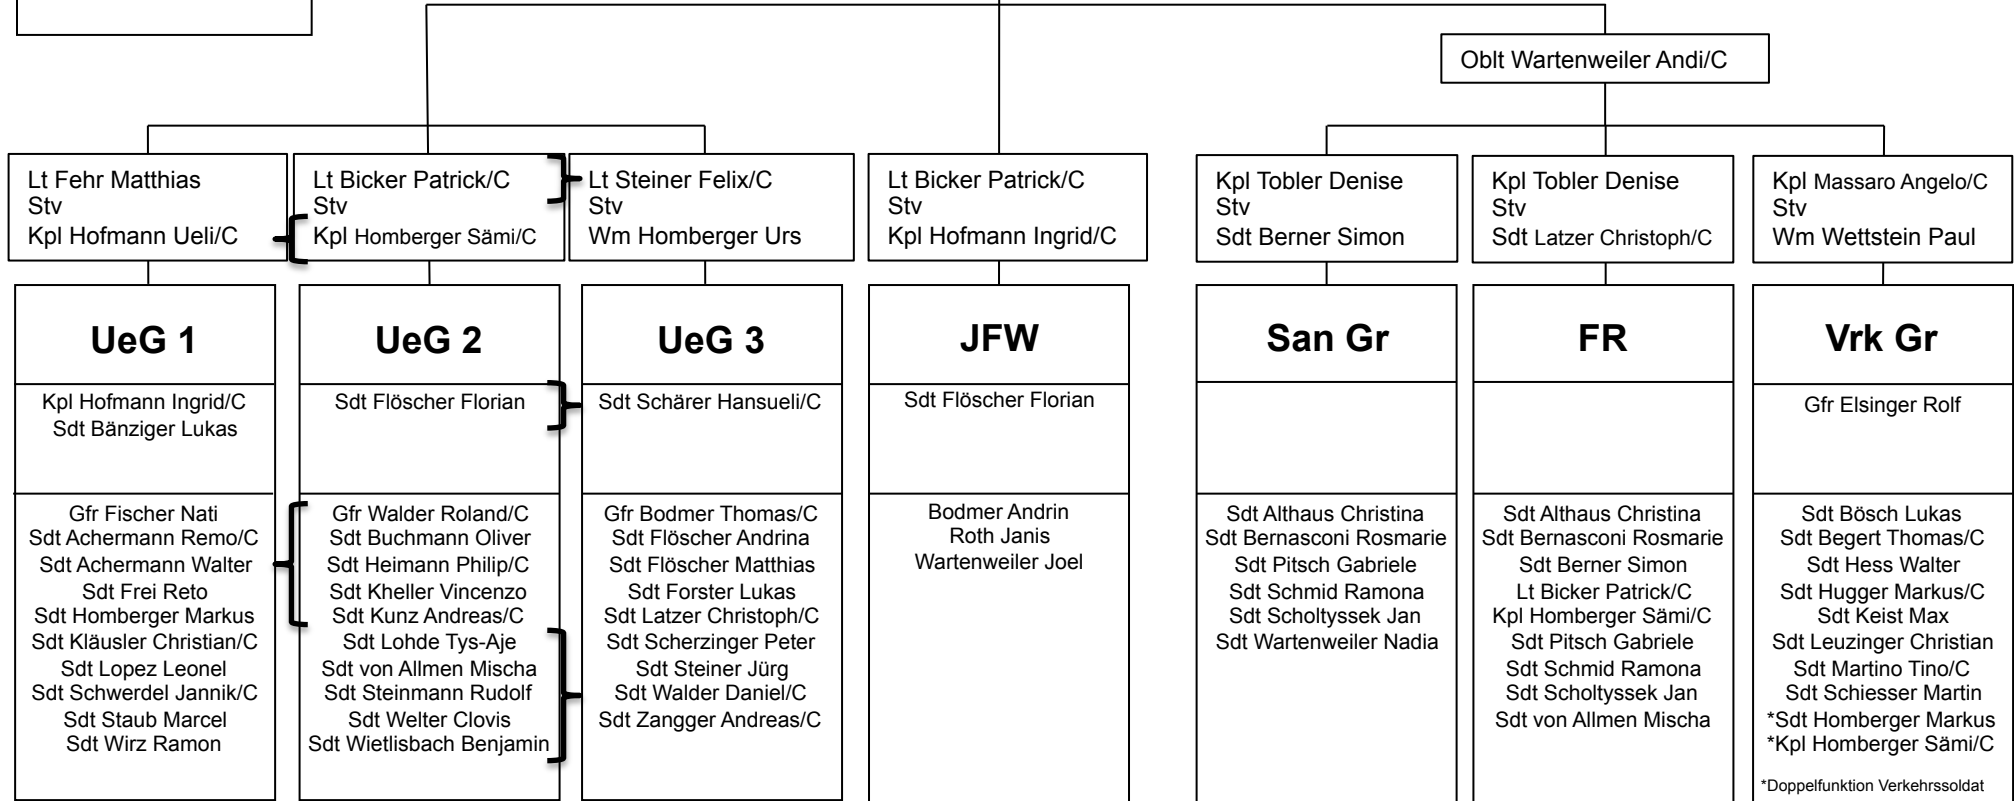 Oblt Wartenweiler Andi/C
Lt Fehr Matthias
Stv
Kpl Hofmann Ueli/C
Lt Bicker Patrick/C
Stv
Kpl Homberger Sämi/C
Lt Steiner Felix/C
Stv
Wm Homberger Urs
Lt Bicker Patrick/C
Stv
Kpl Hofmann Ingrid/C
Kpl Tobler Denise
Stv
Sdt Berner Simon
Kpl Tobler Denise
Stv
Sdt Latzer Christoph/C
Kpl Massaro Angelo/C
Stv
Wm Wettstein Paul
UeG 1
Kpl Hofmann Ingrid/C
Sdt Bänziger Lukas
Gfr Fischer Nati
Sdt Achermann Remo/C
Sdt Achermann Walter
Sdt Frei Reto
Sdt Homberger Markus
Sdt Kläusler Christian/C
Sdt Lopez Leonel
Sdt Schwerdel Jannik/C
Sdt Staub Marcel
Sdt Wirz Ramon
UeG 2
Sdt Flöscher Florian
Gfr Walder Roland/C
Sdt Buchmann Oliver
Sdt Heimann Philip/C
Sdt Kheller Vincenzo
Sdt Kunz Andreas/C
Sdt Lohde Tys-Aje
Sdt von Allmen Mischa
Sdt Steinmann Rudolf
Sdt Welter Clovis
Sdt Wietlisbach Benjamin
UeG 3
Sdt Schärer Hansueli/C
Gfr Bodmer Thomas/C
Sdt Flöscher Andrina
Sdt Flöscher Matthias
Sdt Forster Lukas
Sdt Latzer Christoph/C
Sdt Scherzinger Peter
Sdt Steiner Jürg
Sdt Walder Daniel/C
Sdt Zangger Andreas/C
JFW
Sdt Flöscher Florian
Bodmer Andrin
Roth Janis
Wartenweiler Joel
San Gr
Sdt Althaus Christina
Sdt Bernasconi Rosmarie
Sdt Pitsch Gabriele
Sdt Schmid Ramona
Sdt Scholtyssek Jan
Sdt Wartenweiler Nadia
FR
Sdt Althaus Christina
Sdt Bernasconi Rosmarie
Sdt Berner Simon
Lt Bicker Patrick/C
Kpl Homberger Sämi/C
Sdt Pitsch Gabriele
Sdt Schmid Ramona
Sdt Scholtyssek Jan
Sdt von Allmen Mischa
Vrk Gr
Gfr Elsinger Rolf
Sdt Bösch Lukas
Sdt Begert Thomas/C
Sdt Hess Walter
Sdt Hugger Markus/C
Sdt Keist Max
Sdt Leuzinger Christian
Sdt Martino Tino/C
Sdt Schiesser Martin
*Sdt Homberger Markus
*Kpl Homberger Sämi/C
*Doppelfunktion Verkehrssoldat